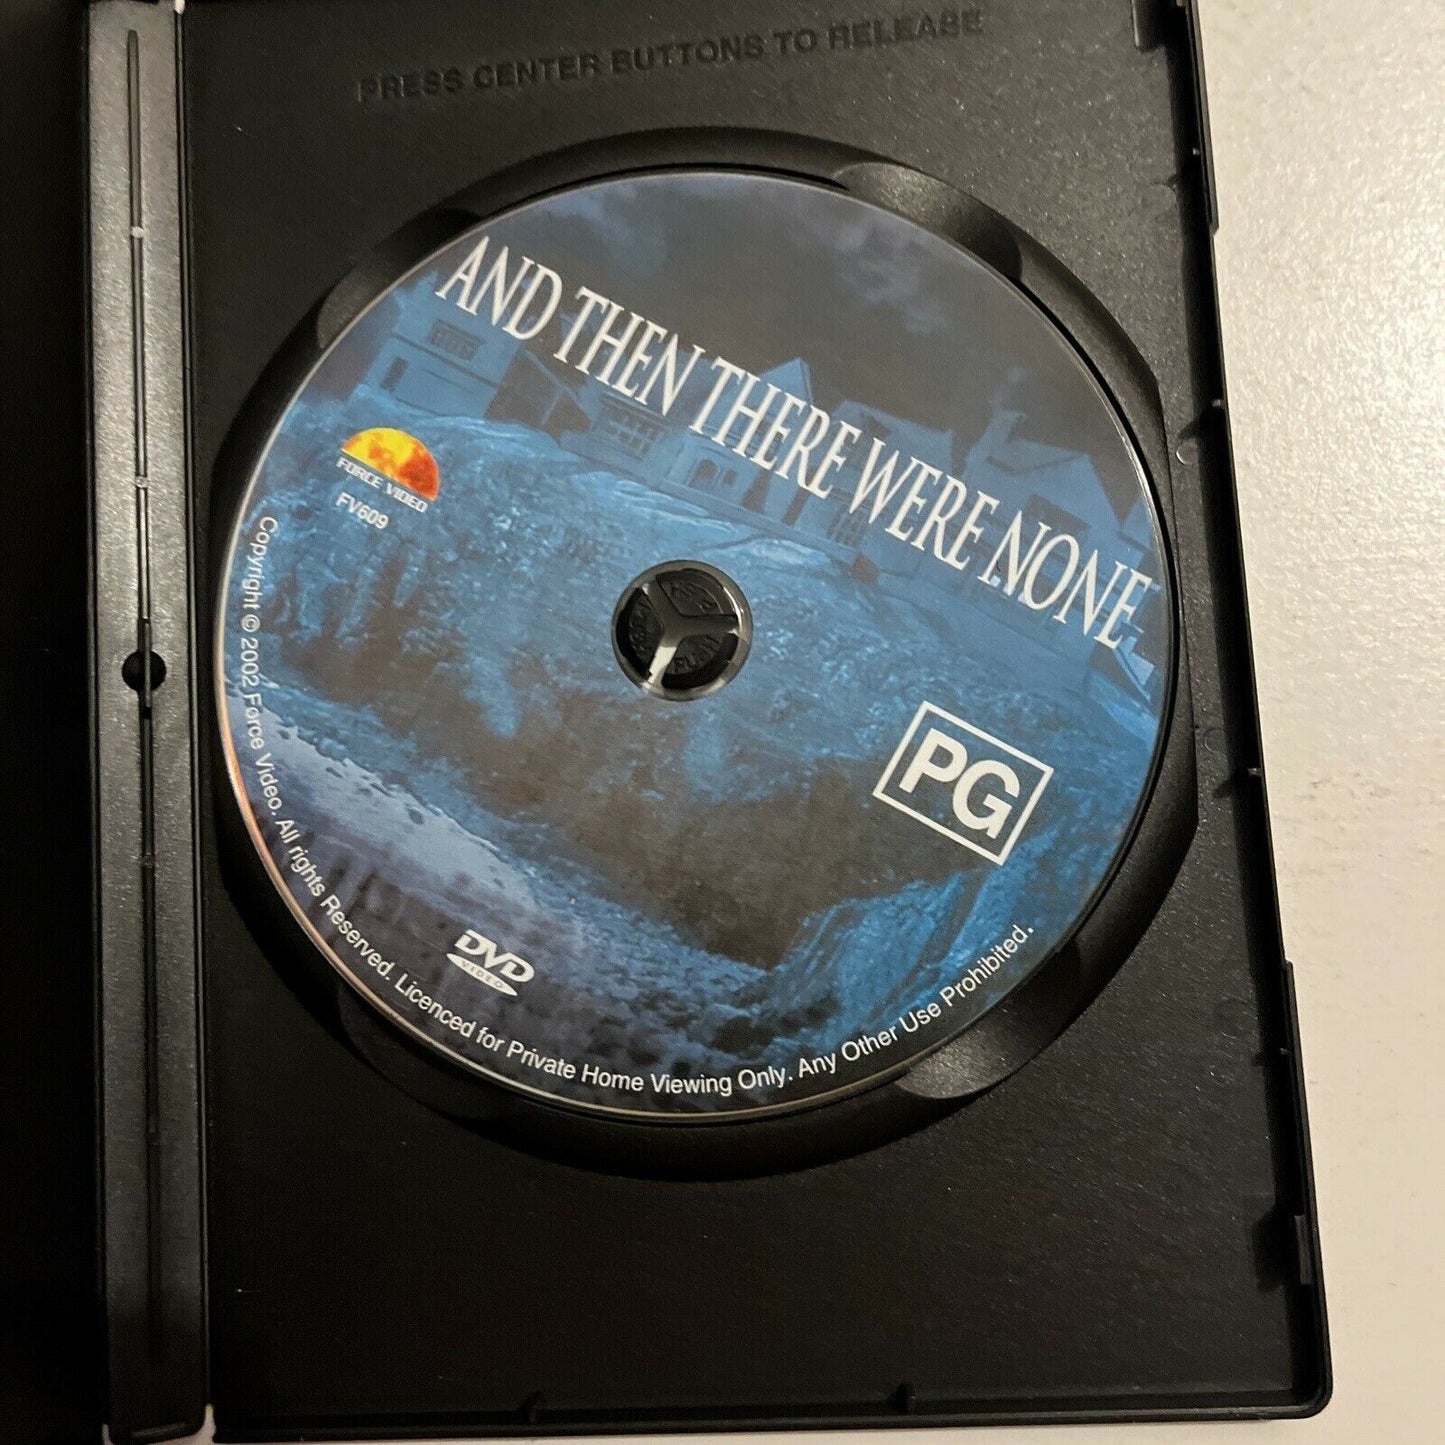 PRESS CENTER BUTTONS TO RELEASE
AND THEN THERE WERE NONE
FORCE VIDEO
FV609
PG
DVD
VIDEO
Copyright © 2002 Force Video. All rights Reserved. Licenced for Private Home Viewing Only. Any Other Use Prohibited.